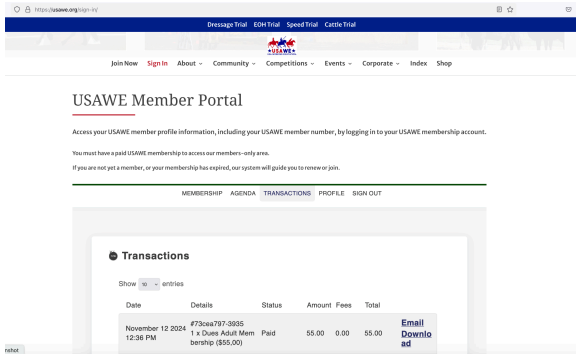 https://usawe.org/sign-in/
Dressage Trial EOH Trial Speed Trial Cattle Trial
USAWE
Join Now Sign In About Community Competitions Events Corporate Index Shop
USAWE Member Portal
Access your USAWE member profile information, including your USAWE member number, by logging in to your USAWE membership account.
You must have a paid USAWE membership to access our members-only area.
If you are not yet a member, or your membership has expired, our system will guide you to renew or join.
MEMBERSHIP AGENDA TRANSACTIONS PROFILE SIGN OUT
Transactions
Show 10 entries
Date Details Status Amount Fees Total
November 12 2024 12:36 PM
#73cea797-3935
1 x Dues Adult Mem
bership ($55,00)
Paid 55.00 0.00 55.00
Email
Downlo
ad
nshot